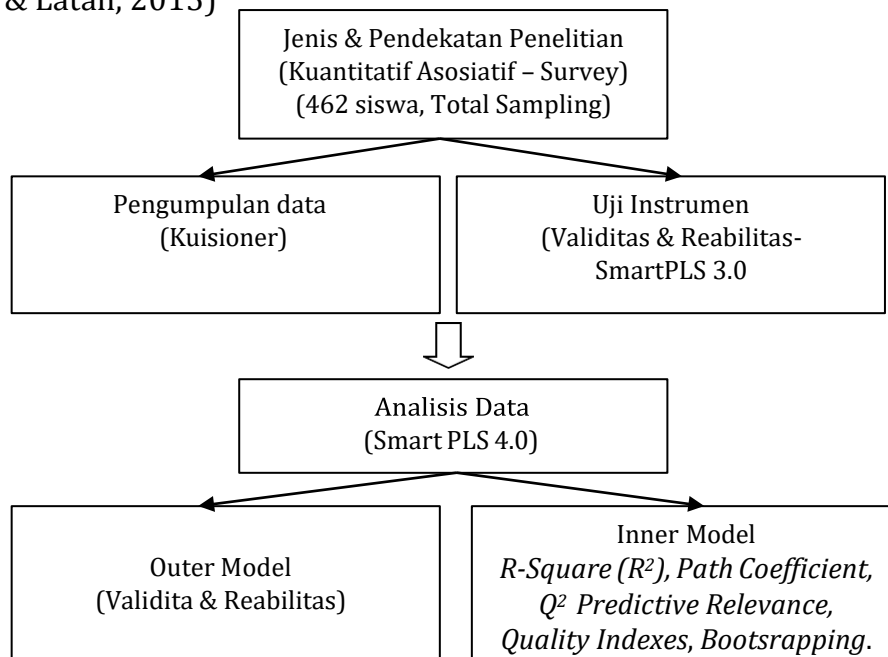 & Latan, 2015)
Jenis & Pendekatan Penelitian
(Kuantitatif Asosiatif – Survey)
(462 siswa, Total Sampling)
Pengumpulan data
(Kuisioner)
Uji Instrumen
(Validitas & Reabilitas-
SmartPLS 3.0
Analisis Data
(Smart PLS 4.0)
Outer Model
(Validita & Reabilitas)
Inner Model
R-Square (R²), Path Coefficient,
Q² Predictive Relevance,
Quality Indexes, Bootsrapping.